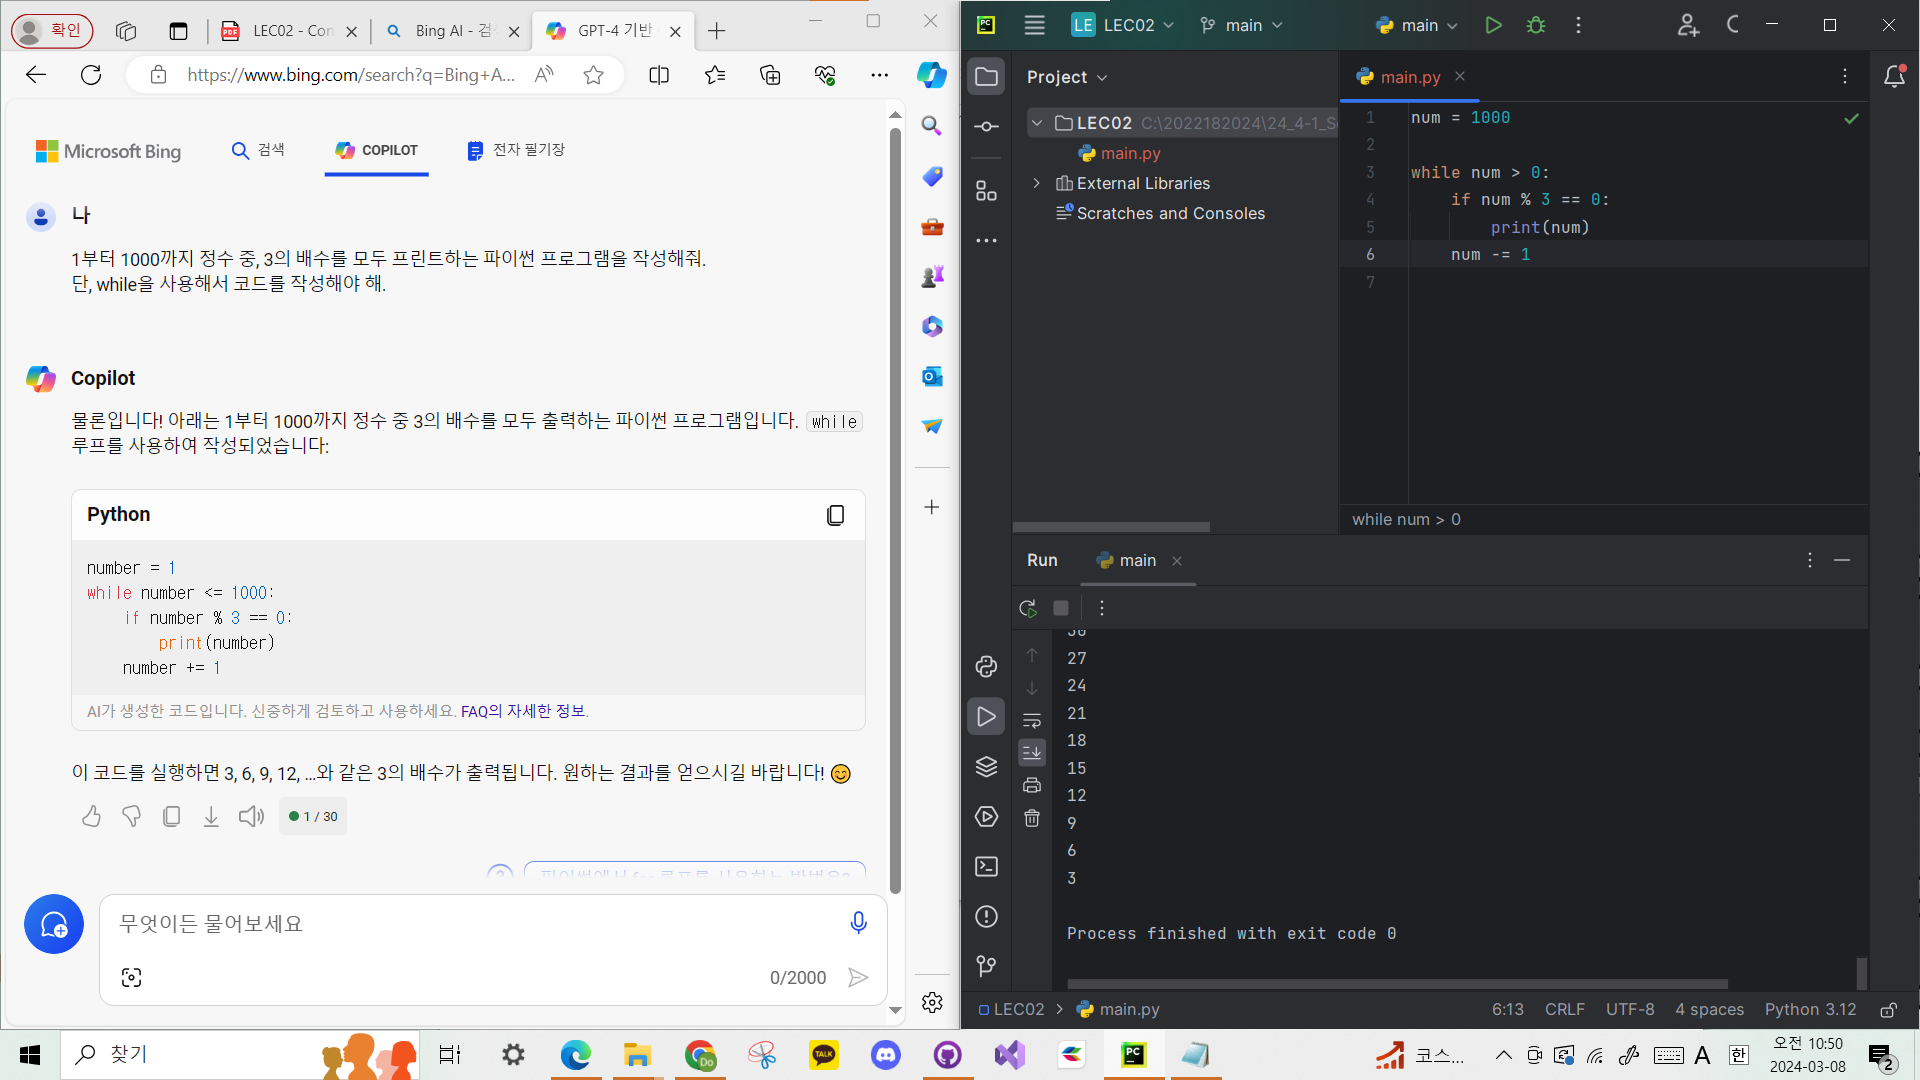 확인
LEC02 - Con
Bing AI - 검
GPT-4 기반
https://www.bing.com/search?q=Bing+A...
Microsoft Bing
검색
COPILOT
전자 필기장
나
1부터 1000까지 정수 중, 3의 배수를 모두 프린트하는 파이썬 프로그램을 작성해줘.
단, while을 사용해서 코드를 작성해야 해.
Copilot
물론입니다! 아래는 1부터 1000까지 정수 중 3의 배수를 모두 출력하는 파이썬 프로그램입니다. while
루프를 사용하여 작성되었습니다:
Python
number = 1
while number <= 1000:
    if number % 3 == 0:
        print(number)
    number += 1
AI가 생성한 코드입니다. 신중하게 검토하고 사용하세요. FAQ의 자세한 정보.
이 코드를 실행하면 3, 6, 9, 12, …와 같은 3의 배수가 출력됩니다. 원하는 결과를 얻으시길 바랍니다! 😊
1 / 30
무엇이든 물어보세요
0/2000
LE LEC02
main
main
Project
LEC02 C:\2022182024\24_4-1_S
main.py
External Libraries
Scratches and Consoles
main.py
1 num = 1000
2
3 while num > 0:
4     if num % 3 == 0:
5         print(num)
6     num -= 1
7
while num > 0
Run
main
30
27
24
21
18
15
12
9
6
3
Process finished with exit code 0
LEC02 > main.py
6:13 CRLF UTF-8 4 spaces Python 3.12
찾기
코스...
A
한
오전 10:50
2024-03-08
2